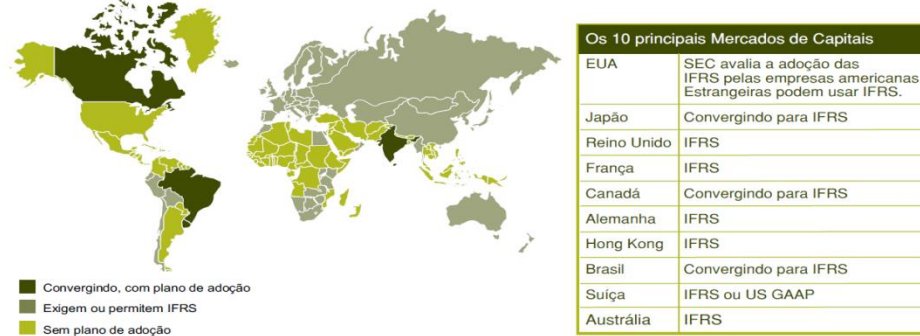 Os 10 principais Mercados de Capitais
EUA
SEC avalia a adoção das
IFRS pelas empresas americanas.
Estrangeiras podem usar IFRS.
Japão
Convergindo para IFRS
Reino Unido
IFRS
França
IFRS
Canadá
Convergindo para IFRS
Alemanha
IFRS
Hong Kong
IFRS
Brasil
Convergindo para IFRS
Suíça
IFRS ou US GAAP
Austrália
IFRS
Convergindo, com plano de adoção
Exigem ou permitem IFRS
Sem plano de adoção